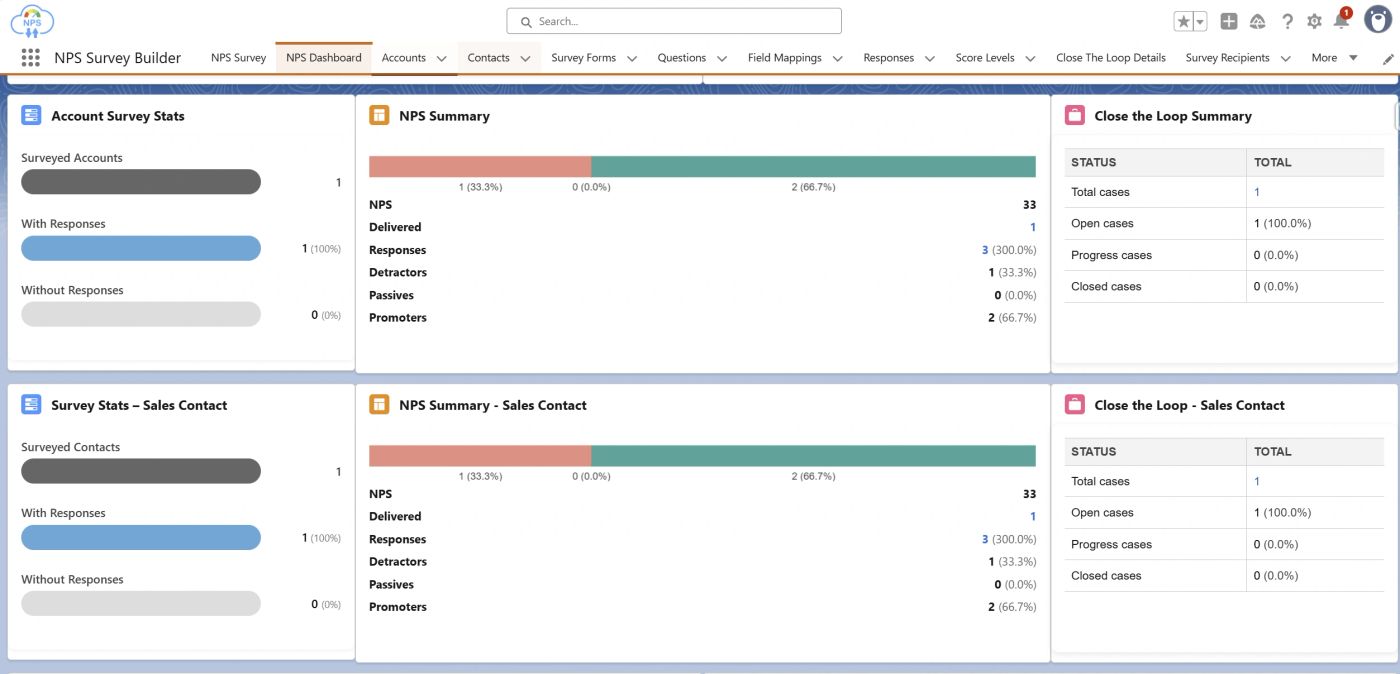 NPS
Search...
1
NPS Survey Builder
NPS Survey
NPS Dashboard
Accounts
Contacts
Survey Forms
Questions
Field Mappings
Responses
Score Levels
Close The Loop Details
Survey Recipients
More
Account Survey Stats
Surveyed Accounts
1
With Responses
1 (100%)
Without Responses
0 (0%)
NPS Summary
1 (33.3%) 0 (0.0%) 2 (66.7%)
NPS 33
Delivered 1
Responses 3 (300.0%)
Detractors 1 (33.3%)
Passives 0 (0.0%)
Promoters 2 (66.7%)
Close the Loop Summary
STATUS TOTAL
Total cases 1
Open cases 1 (100.0%)
Progress cases 0 (0.0%)
Closed cases 0 (0.0%)
Survey Stats – Sales Contact
Surveyed Contacts
1
With Responses
1 (100%)
Without Responses
0 (0%)
NPS Summary - Sales Contact
1 (33.3%) 0 (0.0%) 2 (66.7%)
NPS 33
Delivered 1
Responses 3 (300.0%)
Detractors 1 (33.3%)
Passives 0 (0.0%)
Promoters 2 (66.7%)
Close the Loop - Sales Contact
STATUS TOTAL
Total cases 1
Open cases 1 (100.0%)
Progress cases 0 (0.0%)
Closed cases 0 (0.0%)